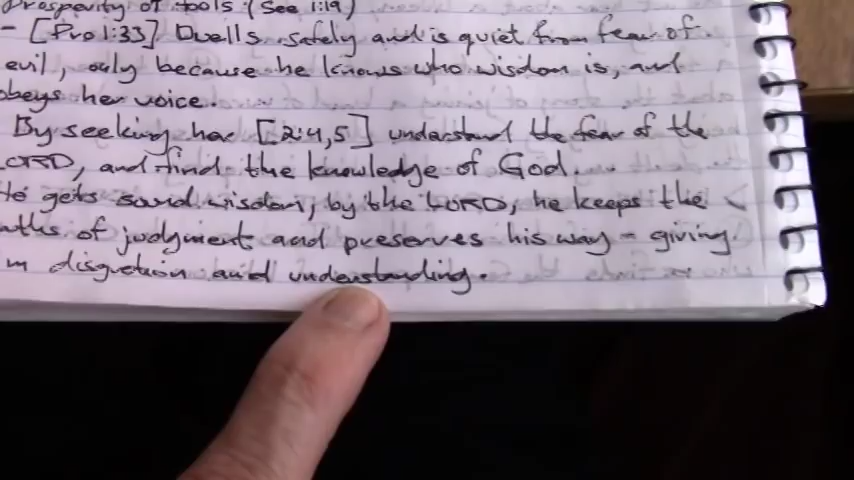 Prosperity of fools (See 1:19)
- [Pro 1:33] Dwells safely and is quiet from fear of
evil, only because he knows who wisdom is, and
obeys her voice.
By seeking her [2:4,5] understand the fear of the
LORD, and find the knowledge of God.
He gets sound wisdom, by the LORD, he keeps the
paths of judgment and preserves his way - giving
him disgretion and understanding.